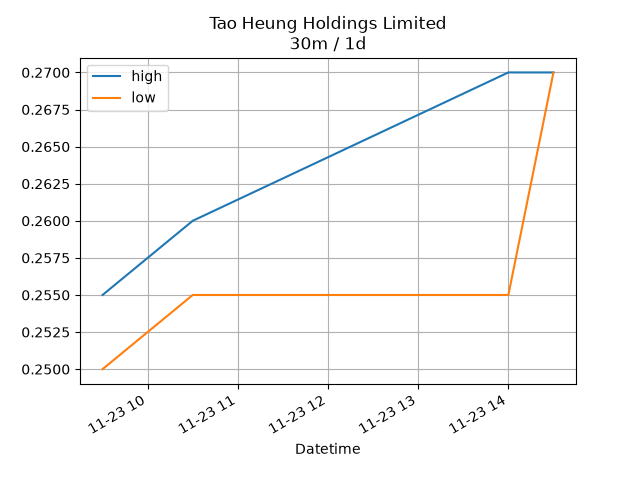 Tao Heung Holdings Limited
30m / 1d
high
low
0.2700
0.2675
0.2650
0.2625
0.2600
0.2575
0.2550
0.2525
0.2500
11-23 10
11-23 11
11-23 12
11-23 13
11-23 14
Datetime